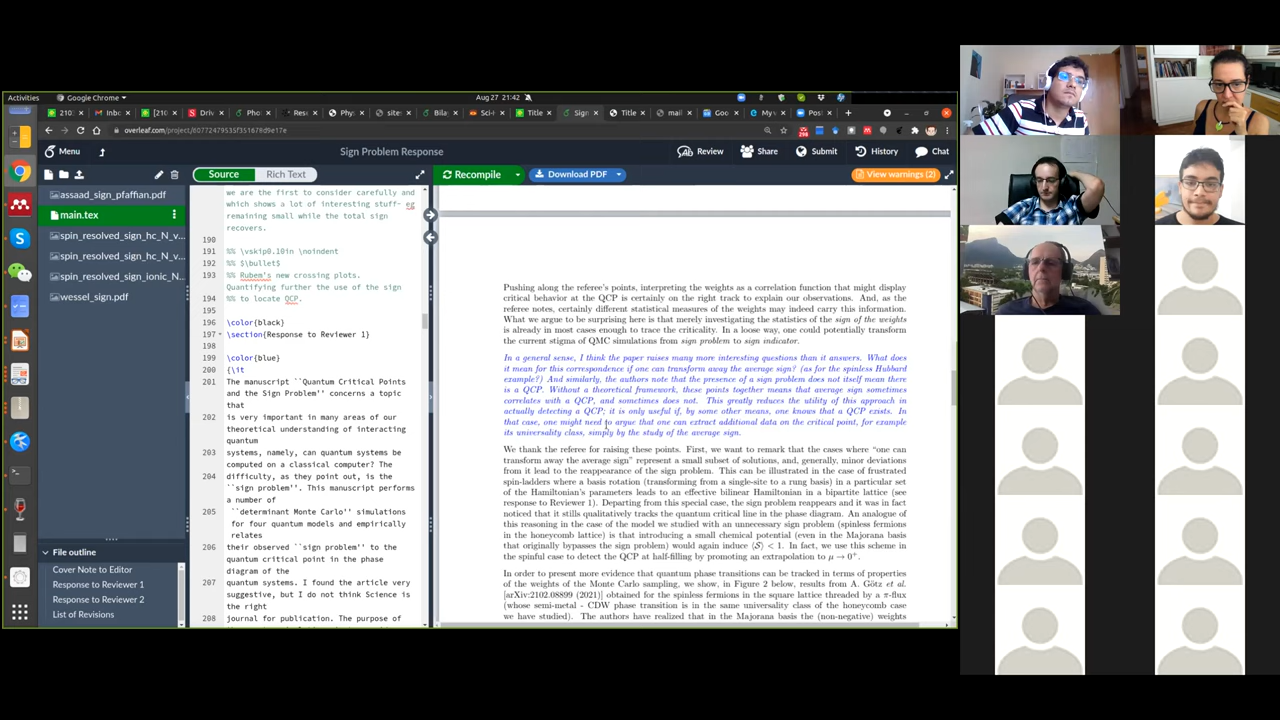 Activities
Google Chrome
Aug 27 21:42
overleaf.com/project/
Menu
Sign Problem Response
Review
Share
Submit
History
Chat
Source
Rich Text
Recompile
Download PDF
View warnings (2)
assaad_sign_pfaffian.pdf
main.tex
spin_resolved_sign_hc_N_v...
spin_resolved_sign_hc_N_v...
spin_resolved_sign_ionic_N...
wessel_sign.pdf
File outline
Cover Note to Editor
Response to Reviewer 1
Response to Reviewer 2
List of Revisions
we are the first to consider carefully and
which shows a lot of interesting stuff- eg
remaining small while the total sign
recovers.
190
191 %% \vskip0.10in \noindent
192 %% $\bullet$
193 %% Rubem's new crossing plots.
Quantifying further the use of the sign
194 %% to locate QCP.
195
196 \color{black}
197 \section{Response to Reviewer 1}
198
199 \color{blue}
200 {\it
201 The manuscript ``Quantum Critical Points
and the Sign Problem'' concerns a topic
that
202 is very important in many areas of our
theoretical understanding of interacting
quantum
203 systems, namely, can quantum systems be
computed on a classical computer? The
204 difficulty, as they point out, is the
``sign problem''. This manuscript performs
a number of
205 ``determinant Monte Carlo'' simulations
for four quantum models and empirically
relates
206 their observed ``sign problem'' to the
quantum critical point in the phase
diagram of the
207 quantum systems. I found the article very
suggestive, but I do not think Science is
the right
208 journal for publication. The purpose of
Pushing along the referee's points, interpreting the weights as a correlation function that might display
critical behavior at the QCP is certainly on the right track to explain our observations. And, as the
referee notes, certainly different statistical measures of the weights may indeed carry this information.
What we argue to be surprising here is that merely investigating the statistics of the sign of the weights
is already in most cases enough to trace the criticality. In a loose way, one could potentially transform
the current stigma of QMC simulations from sign problem to sign indicator.
In a general sense, I think the paper raises many more interesting questions than it answers. What does
it mean for this correspondence if one can transform away the average sign? (as for the spinless Hubbard
example?) And similarly, the authors note that the presence of a sign problem does not itself mean there
is a QCP. Without a theoretical framework, these points together means that average sign sometimes
correlates with a QCP, and sometimes does not. This greatly reduces the utility of this approach in
actually detecting a QCP; it is only useful if, by some other means, one knows that a QCP exists. In
that case, one might need to argue that one can extract additional data on the critical point, for example
its universality class, simply by the study of the average sign.
We thank the referee for raising these points. First, we want to remark that the cases where “one can
transform away the average sign” represent a small subset of solutions, and, generally, minor deviations
from it lead to the reappearance of the sign problem. This can be illustrated in the case of frustrated
spin-ladders where a basis rotation (transforming from a single-site to a rung basis) in a particular
set of the Hamiltonian's parameters leads to an effective bilinear Hamiltonian in a bipartite lattice (see
response to Reviewer 1). Departing from this special case, the sign problem reappears and it was in fact
noticed that it stills qualitatively tracks the quantum critical line in the phase diagram. An analogue of
this reasoning in the case of the model we studied with an unnecessary sign problem (spinless fermions
in the honeycomb lattice) is that introducing a small chemical potential (even in the Majorana basis
that originally bypasses the sign problem) would again induce ⟨S⟩ < 1. In fact, we use this scheme in
the spinful case to detect the QCP at half-filling by promoting an extrapolation to μ → 0⁺.
In order to present more evidence that quantum phase transitions can be tracked in terms of properties
of the weights of the Monte Carlo sampling, we show, in Figure 2 below, results from A. Götz et al.
[arXiv:2102.08899 (2021)] obtained for the spinless fermions in the square lattice threaded by a π-flux
(whose semi-metal - CDW phase transition is in the same universality class of the honeycomb case
we have studied). The authors have realized that in the Majorana basis the (non-negative) weights